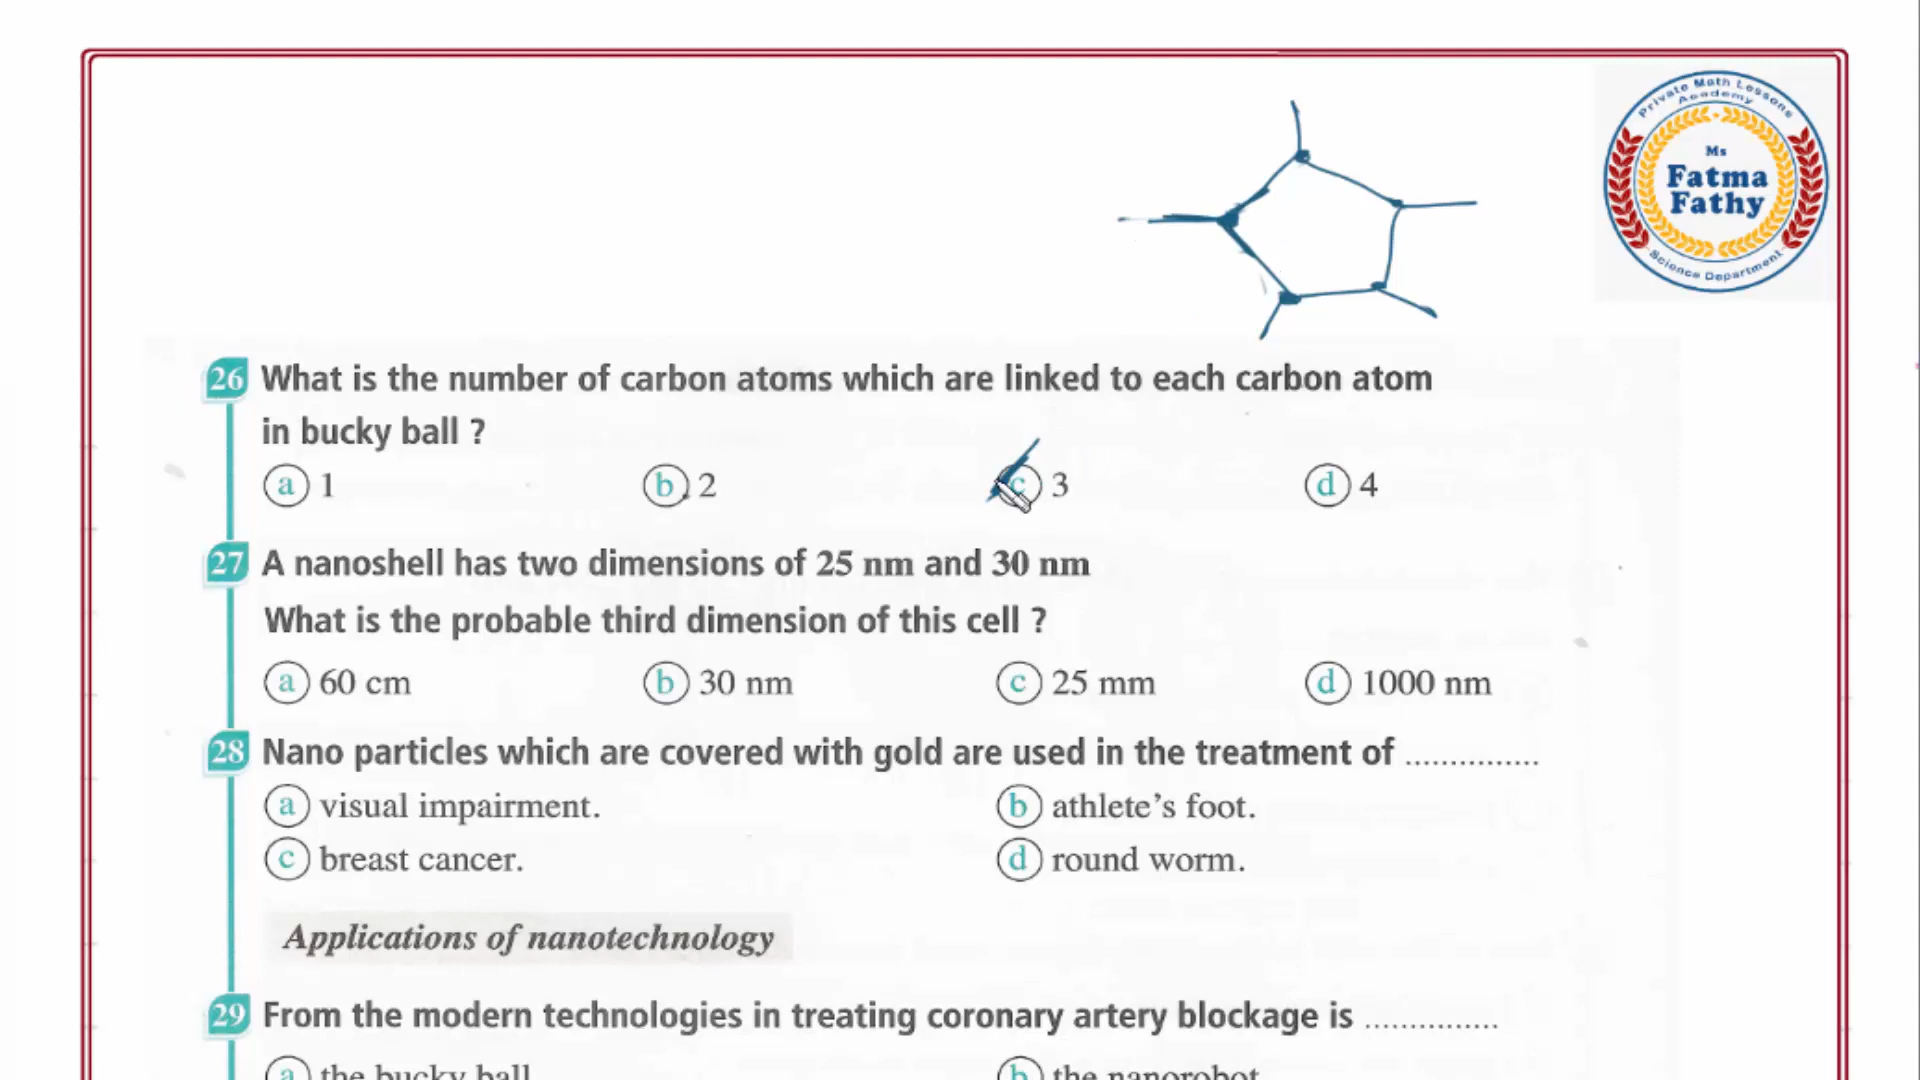 Private Math Lessons
Academy
Ms
Fatma
Fathy
Science Department
26 What is the number of carbon atoms which are linked to each carbon atom
in bucky ball ?
a 1 b 2 c 3 d 4
27 A nanoshell has two dimensions of 25 nm and 30 nm
What is the probable third dimension of this cell ?
a 60 cm b 30 nm c 25 mm d 1000 nm
28 Nano particles which are covered with gold are used in the treatment of ...............
a visual impairment. b athlete’s foot.
c breast cancer. d round worm.
Applications of nanotechnology
29 From the modern technologies in treating coronary artery blockage is ...............
a the bucky ball b the nanorobot